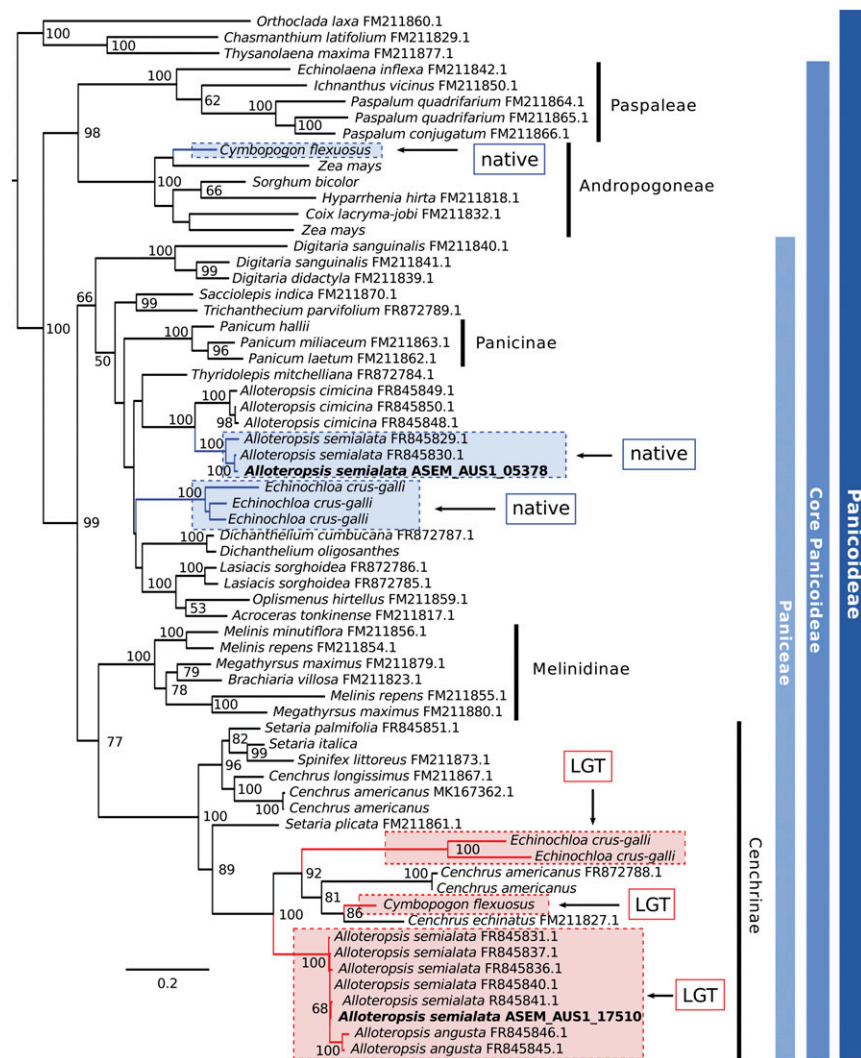 Orthoclada laxa FM211860.1
100
Chasmanthium latifolium FM211829.1
100
Thysanolaena maxima FM211877.1
Echinolaena inflexa FM211842.1
100
Ichnanthus vicinus FM211850.1
62
Paspalum quadrifarium FM211864.1
100
Paspalum quadrifarium FM211865.1
100
Paspalum conjugatum FM211866.1
Paspaleae
98
Cymbopogon flexuosus
native
Zea mays
100
Sorghum bicolor
66
Hyparrhenia hirta FM211818.1
Coix lacryma-jobi FM211832.1
Zea mays
Andropogoneae
Digitaria sanguinalis FM211840.1
100
Digitaria sanguinalis FM211841.1
99
Digitaria didactyla FM211839.1
66
Sacciolepis indica FM211870.1
99
Trichanthecium parvifolium FR872789.1
100
Panicum hallii
100
Panicum miliaceum FM211863.1
96
Panicum laetum FM211862.1
Panicinae
50
Thyridolepis mitchelliana FR872784.1
Alloteropsis cimicina FR845849.1
100
Alloteropsis cimicina FR845850.1
98
Alloteropsis cimicina FR845848.1
100
Alloteropsis semialata FR845829.1
100
Alloteropsis semialata FR845830.1
100
Alloteropsis semialata ASEM_AUS1_05378
native
Echinochloa crus-galli
100
Echinochloa crus-galli
Echinochloa crus-galli
native
99
Dichanthelium cumbucana FR872787.1
100
Dichanthelium oligosanthes
Lasiacis sorghoidea FR872786.1
100
Lasiacis sorghoidea FR872785.1
100
Oplismenus hirtellus FM211859.1
53
Acroceras tonkinense FM211817.1
Melinis minutiflora FM211856.1
100
Melinis repens FM211854.1
100
Megathyrsus maximus FM211879.1
79
Brachiaria villosa FM211823.1
78
Melinis repens FM211855.1
100
Megathyrsus maximus FM211880.1
Melinidinae
77
Setaria palmifolia FR845851.1
82
Setaria italica
99
Spinifex littoreus FM211873.1
96
Cenchrus longissimus FM211867.1
100
Cenchrus americanus MK167362.1
100
Cenchrus americanus
100
Setaria plicata FM211861.1
LGT
89
Echinochloa crus-galli
100
Echinochloa crus-galli
92
Cenchrus americanus FR872788.1
100
Cenchrus americanus
81
Cymbopogon flexuosus
LGT
86
Cenchrus echinatus FM211827.1
100
Alloteropsis semialata FR845831.1
Alloteropsis semialata FR845837.1
100
Alloteropsis semialata FR845836.1
Alloteropsis semialata FR845840.1
68
Alloteropsis semialata R845841.1
Alloteropsis semialata ASEM_AUS1_17510
LGT
Alloteropsis angusta FR845846.1
100
Alloteropsis angusta FR845845.1
Cenchrinae
0.2
Paniceae
Core Panicoideae
Panicoideae